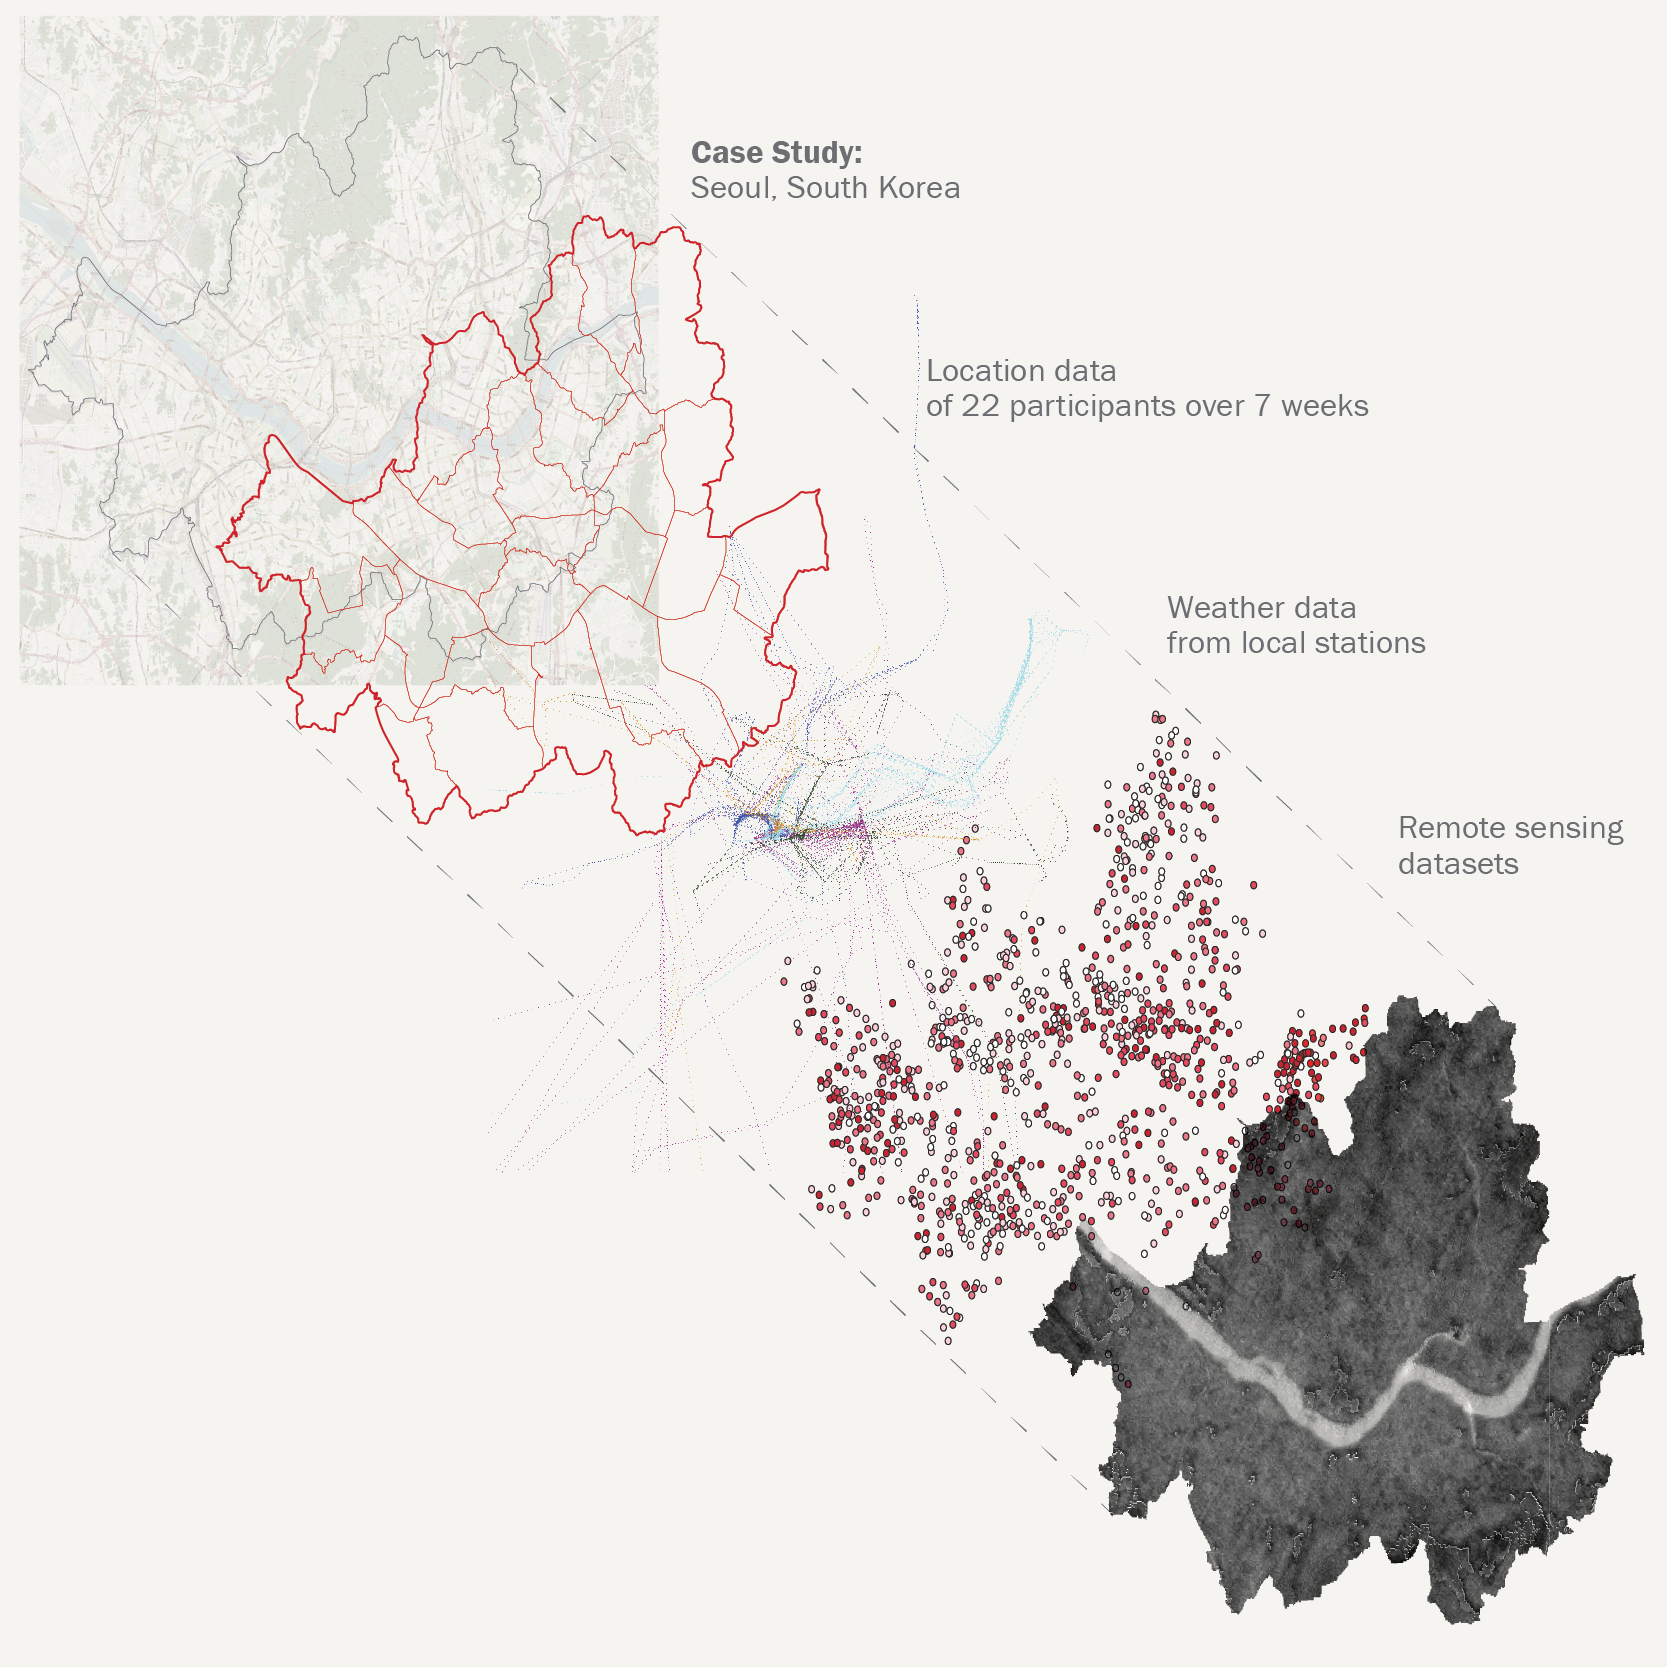 Case Study:
Seoul, South Korea
Location data
of 22 participants over 7 weeks
Weather data
from local stations
Remote sensing
datasets